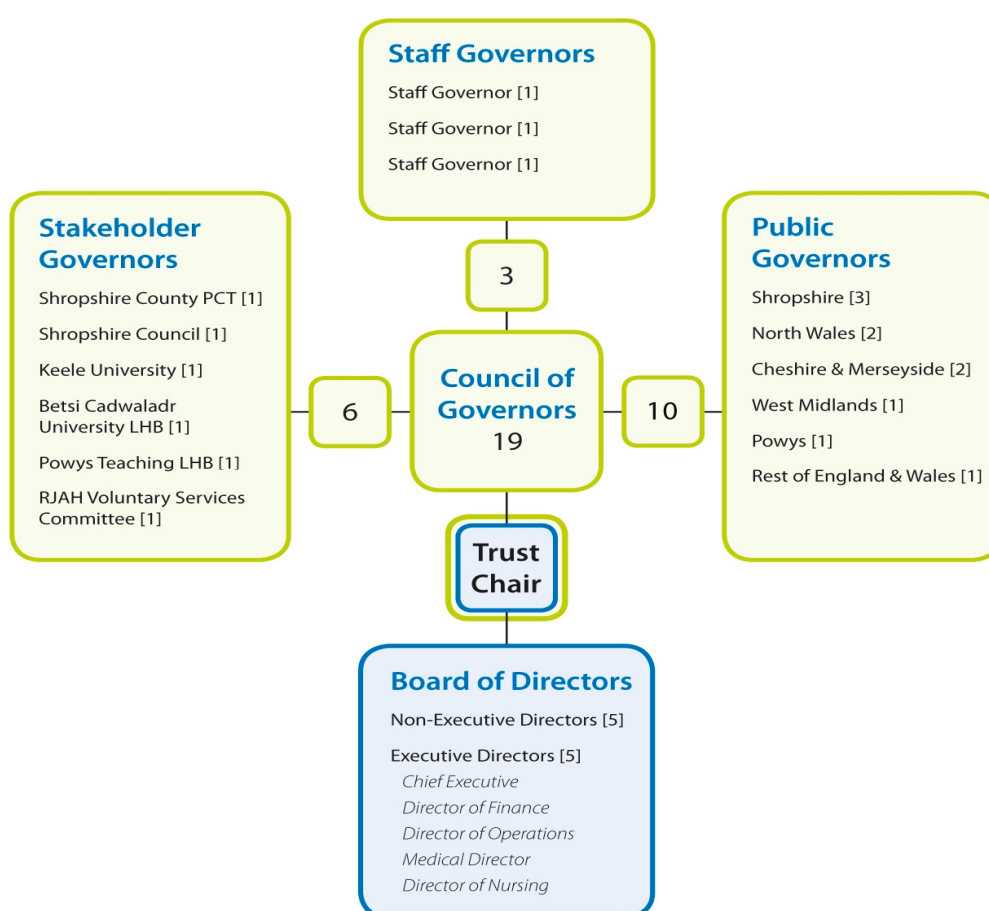 Staff Governors
Staff Governor [1]
Staff Governor [1]
Staff Governor [1]
3
Stakeholder
Governors
Shropshire County PCT [1]
Shropshire Council [1]
Keele University [1]
Betsi Cadwaladr
University LHB [1]
Powys Teaching LHB [1]
RJAH Voluntary Services
Committee [1]
6
Council of
Governors
19
10
Public
Governors
Shropshire [3]
North Wales [2]
Cheshire & Merseyside [2]
West Midlands [1]
Powys [1]
Rest of England & Wales [1]
Trust
Chair
Board of Directors
Non-Executive Directors [5]
Executive Directors [5]
Chief Executive
Director of Finance
Director of Operations
Medical Director
Director of Nursing